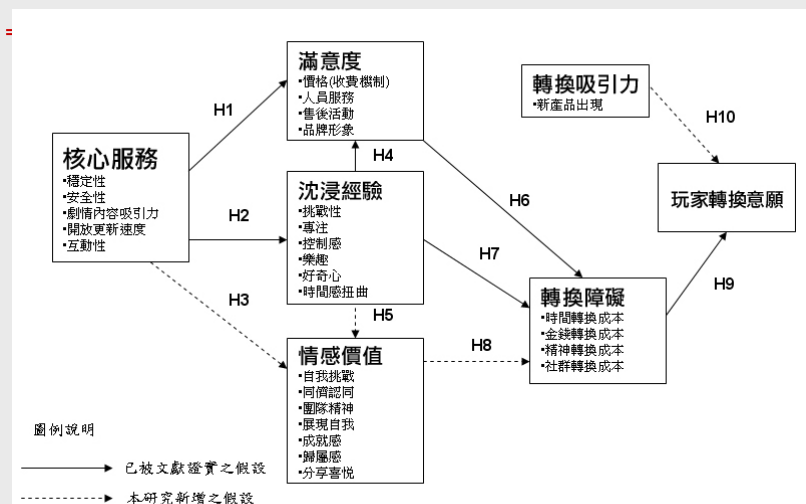 滿意度
▪價格(收費機制)
▪人員服務
▪售後活動
▪品牌形象
轉換吸引力
▪新產品出現
H1
H10
核心服務
▪穩定性
▪安全性
▪劇情內容吸引力
▪開放更新速度
▪互動性
H4
沈浸經驗
▪挑戰性
▪專注
▪控制感
▪樂趣
▪好奇心
▪時間感扭曲
H2
H6
玩家轉換意願
H7
H3
轉換障礙
▪時間轉換成本
▪金錢轉換成本
▪精神轉換成本
▪社群轉換成本
H9
H5
情感價值
▪自我挑戰
▪同儕認同
▪團隊精神
▪展現自我
▪成就感
▪歸屬感
▪分享喜悅
H8
圖例說明
已被文獻證實之假設
本研究新增之假設